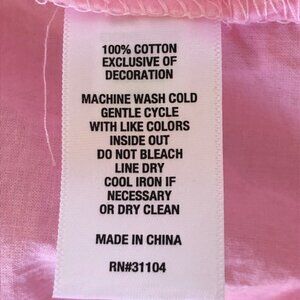 100% COTTON
EXCLUSIVE OF
DECORATION
MACHINE WASH COLD
GENTLE CYCLE
WITH LIKE COLORS
INSIDE OUT
DO NOT BLEACH
LINE DRY
COOL IRON IF
NECESSARY
OR DRY CLEAN
MADE IN CHINA
RN#31104